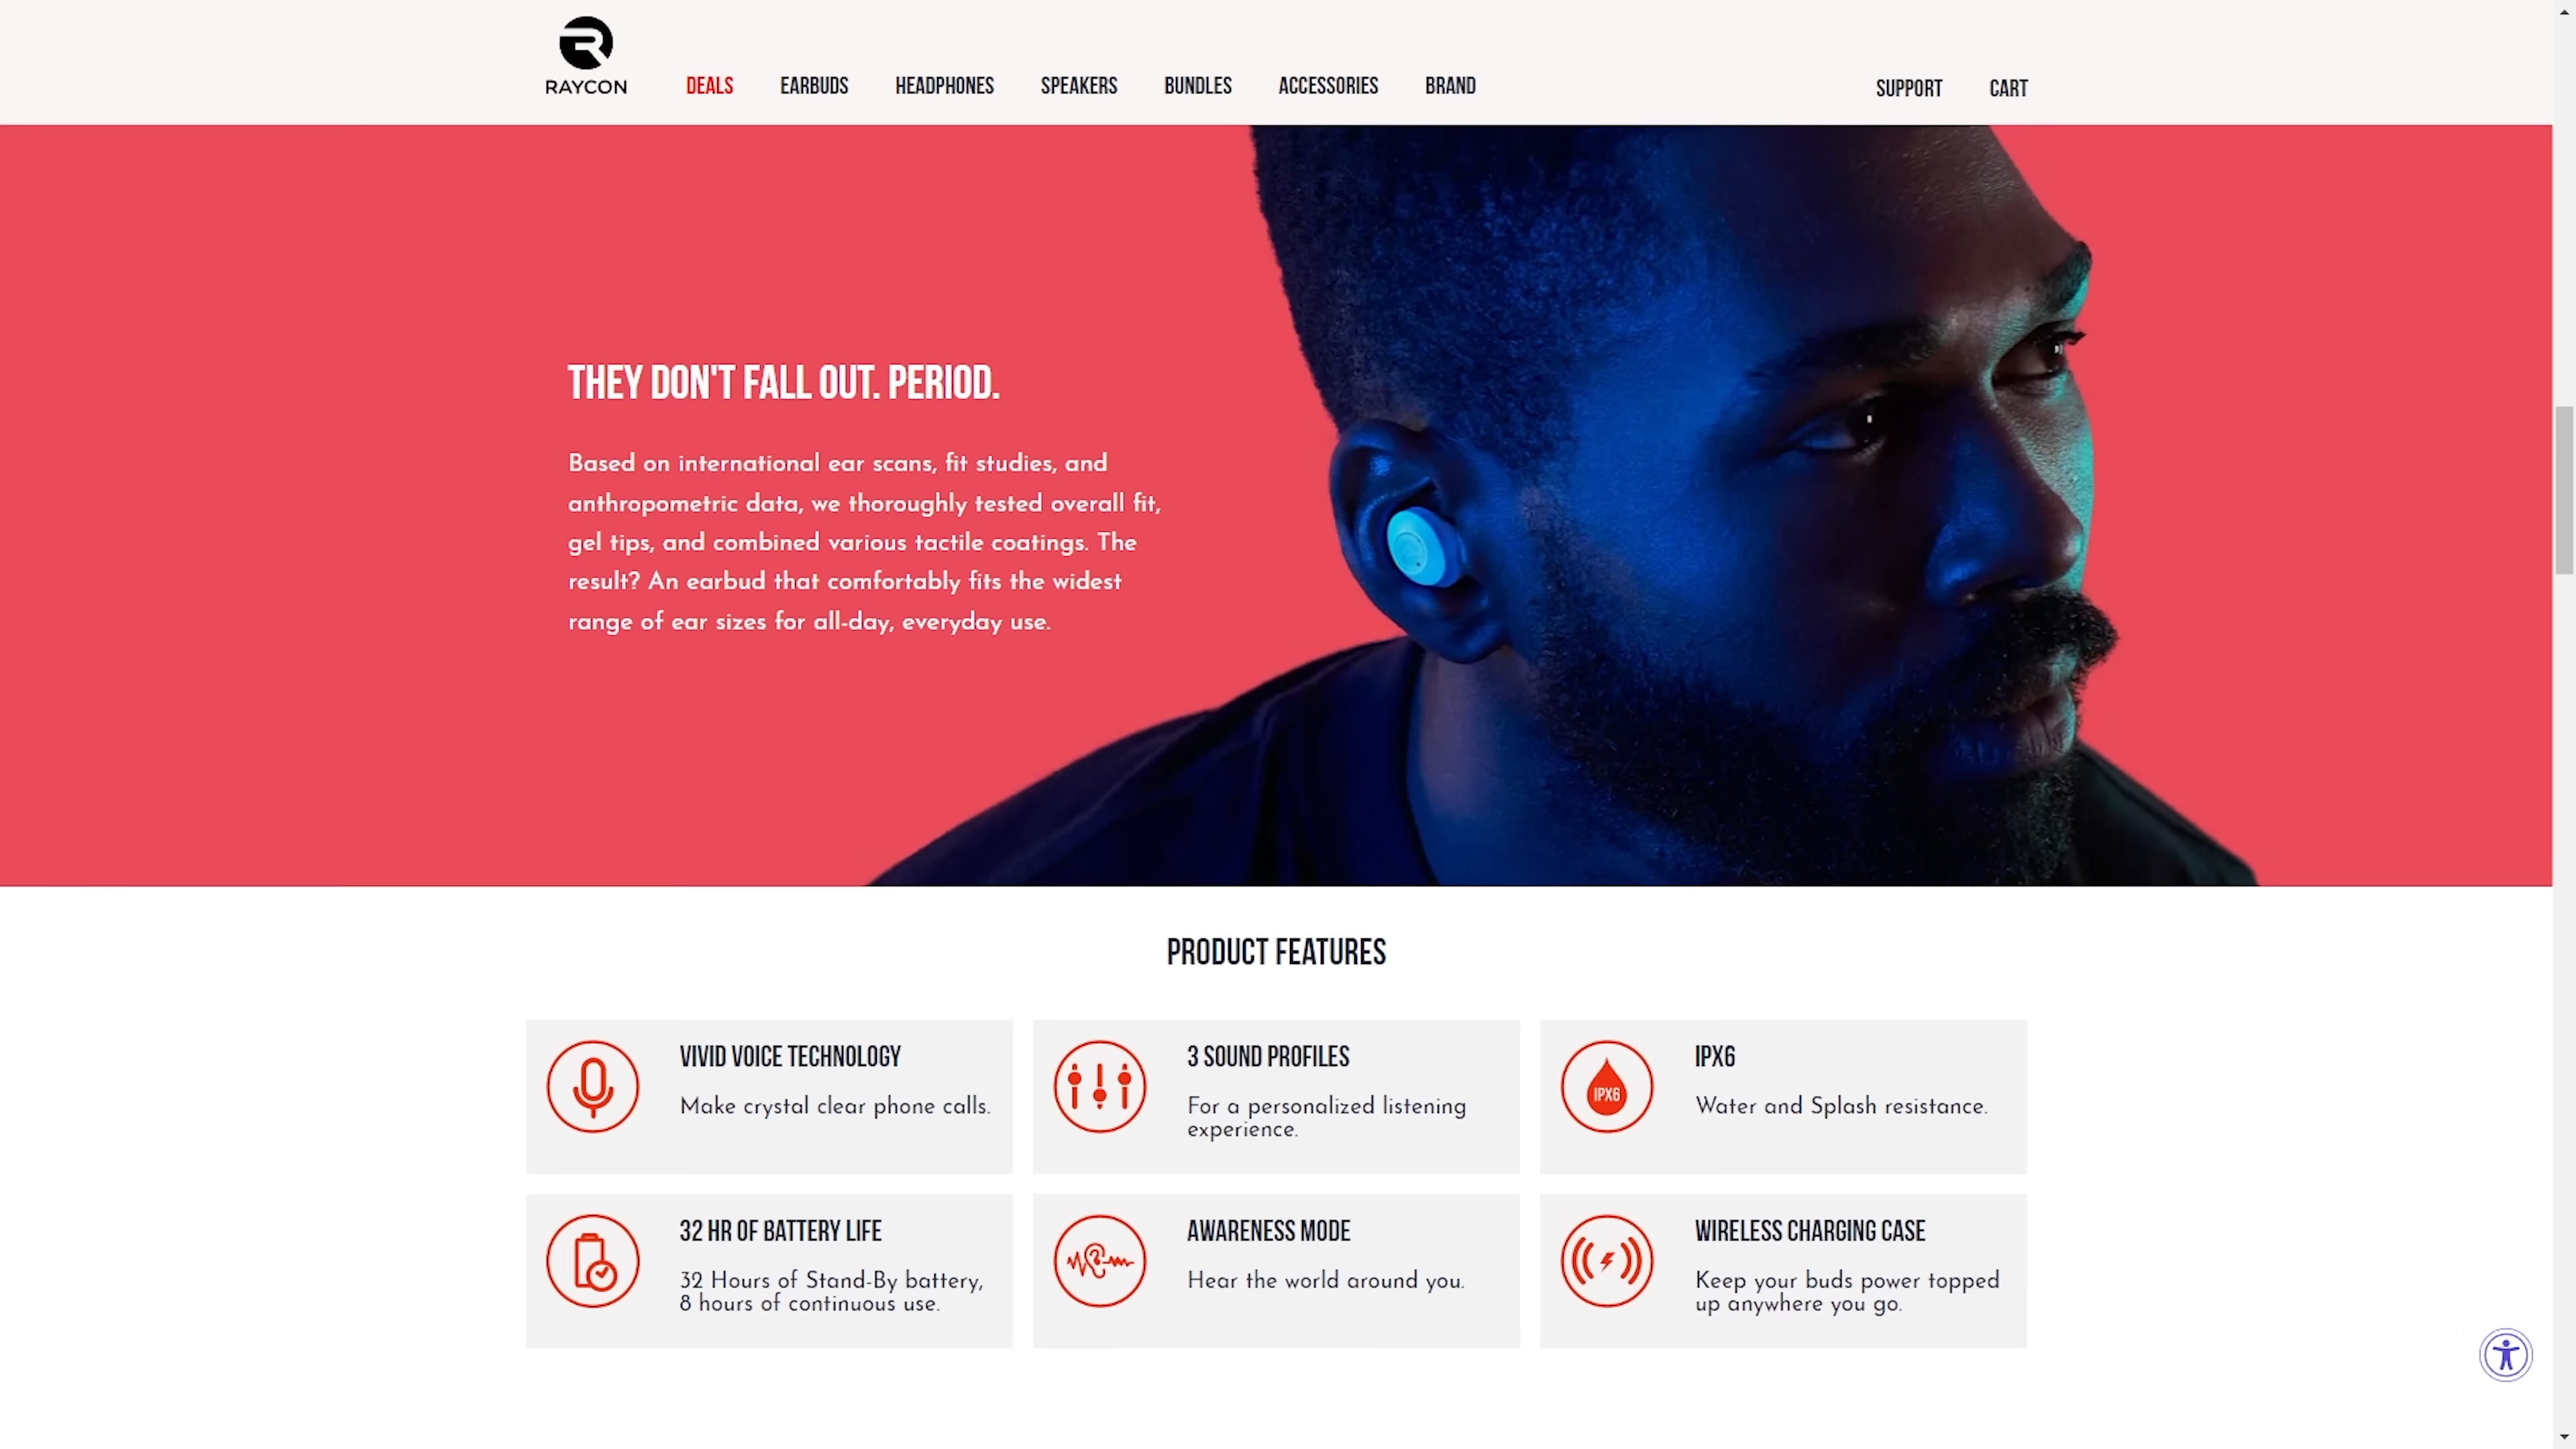 RAYCON
DEALS
EARBUDS
HEADPHONES
SPEAKERS
BUNDLES
ACCESSORIES
BRAND
SUPPORT
CART
THEY DON'T FALL OUT. PERIOD.
Based on international ear scans, fit studies, and
anthropometric data, we thoroughly tested overall fit,
gel tips, and combined various tactile coatings. The
result? An earbud that comfortably fits the widest
range of ear sizes for all-day, everyday use.
PRODUCT FEATURES
VIVID VOICE TECHNOLOGY
Make crystal clear phone calls.
3 SOUND PROFILES
For a personalized listening
experience.
IPX6
IPX6
Water and Splash resistance.
32 HR OF BATTERY LIFE
32 Hours of Stand-By battery,
8 hours of continuous use.
AWARENESS MODE
Hear the world around you.
WIRELESS CHARGING CASE
Keep your buds power topped
up anywhere you go.